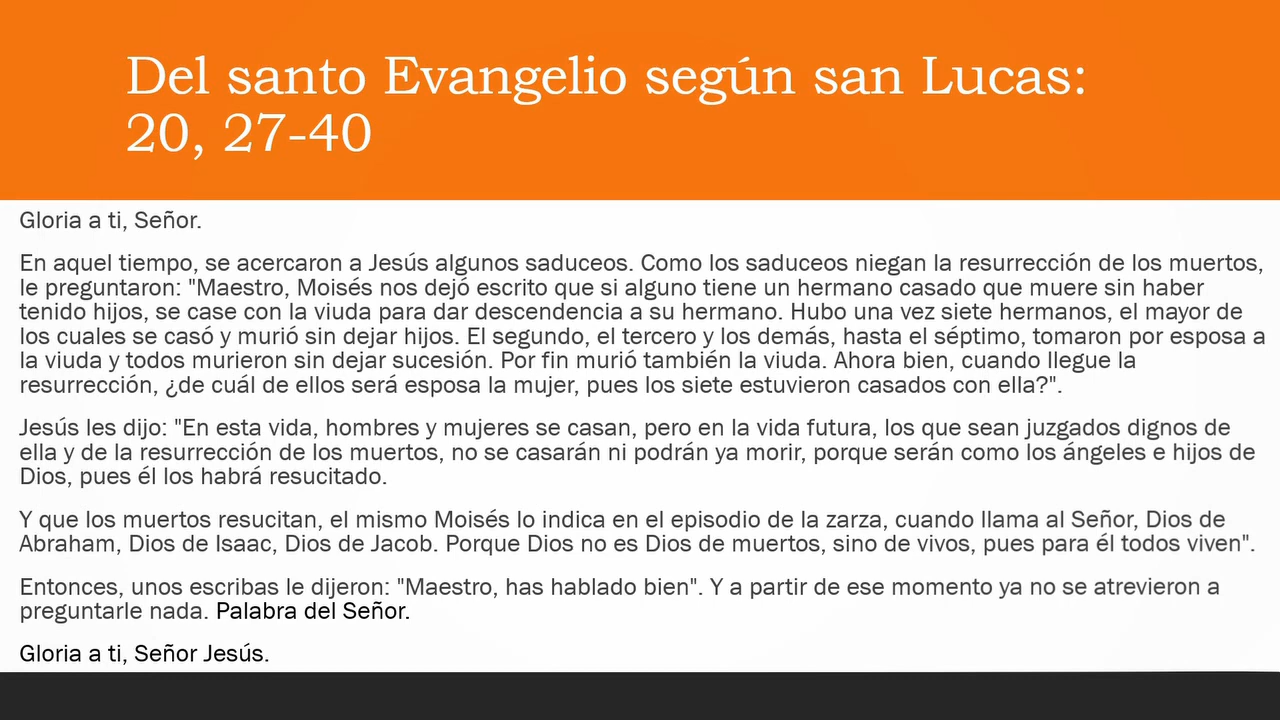 Del santo Evangelio según san Lucas:
20, 27-40
Gloria a ti, Señor.
En aquel tiempo, se acercaron a Jesús algunos saduceos. Como los saduceos niegan la resurrección de los muertos,
le preguntaron: "Maestro, Moisés nos dejó escrito que si alguno tiene un hermano casado que muere sin haber
tenido hijos, se case con la viuda para dar descendencia a su hermano. Hubo una vez siete hermanos, el mayor de
los cuales se casó y murió sin dejar hijos. El segundo, el tercero y los demás, hasta el séptimo, tomaron por esposa a
la viuda y todos murieron sin dejar sucesión. Por fin murió también la viuda. Ahora bien, cuando llegue la
resurrección, ¿de cuál de ellos será esposa la mujer, pues los siete estuvieron casados con ella?".
Jesús les dijo: "En esta vida, hombres y mujeres se casan, pero en la vida futura, los que sean juzgados dignos de
ella y de la resurrección de los muertos, no se casarán ni podrán ya morir, porque serán como los ángeles e hijos de
Dios, pues él los habrá resucitado.
Y que los muertos resucitan, el mismo Moisés lo indica en el episodio de la zarza, cuando llama al Señor, Dios de
Abraham, Dios de Isaac, Dios de Jacob. Porque Dios no es Dios de muertos, sino de vivos, pues para él todos viven".
Entonces, unos escribas le dijeron: "Maestro, has hablado bien". Y a partir de ese momento ya no se atrevieron a
preguntarle nada. Palabra del Señor.
Gloria a ti, Señor Jesús.